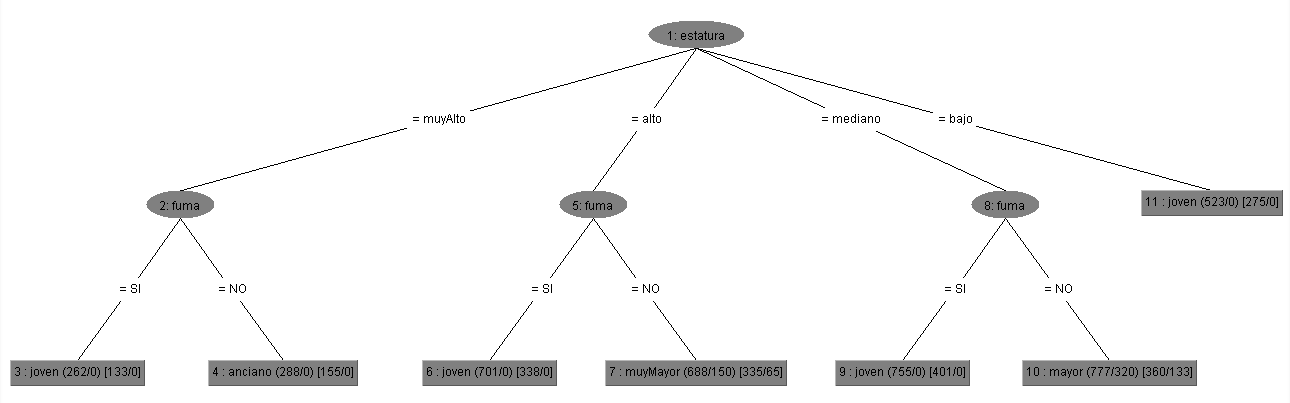 1: estatura
= muyAlto
= alto
= mediano
= bajo
2: fuma
5: fuma
8: fuma
11 : joven (523/0) [275/0]
= SI
= NO
= SI
= NO
= SI
= NO
3 : joven (262/0) [133/0]
4 : anciano (288/0) [155/0]
6 : joven (701/0) [338/0]
7 : muyMayor (688/150) [335/65]
9 : joven (755/0) [401/0]
10 : mayor (777/320) [360/133]